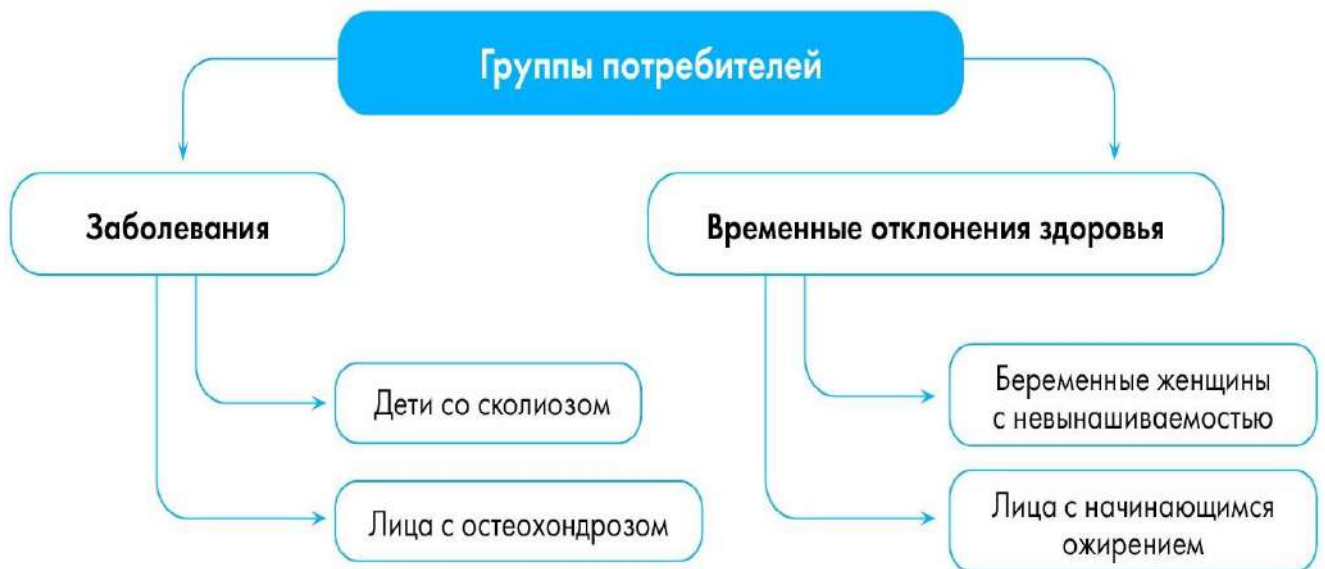 Группы потребителей
Заболевания
Временные отклонения здоровья
Дети со сколиозом
Лица с остеохондрозом
Беременные женщины
с невынашиваемостью
Лица с начинающимся
ожирением